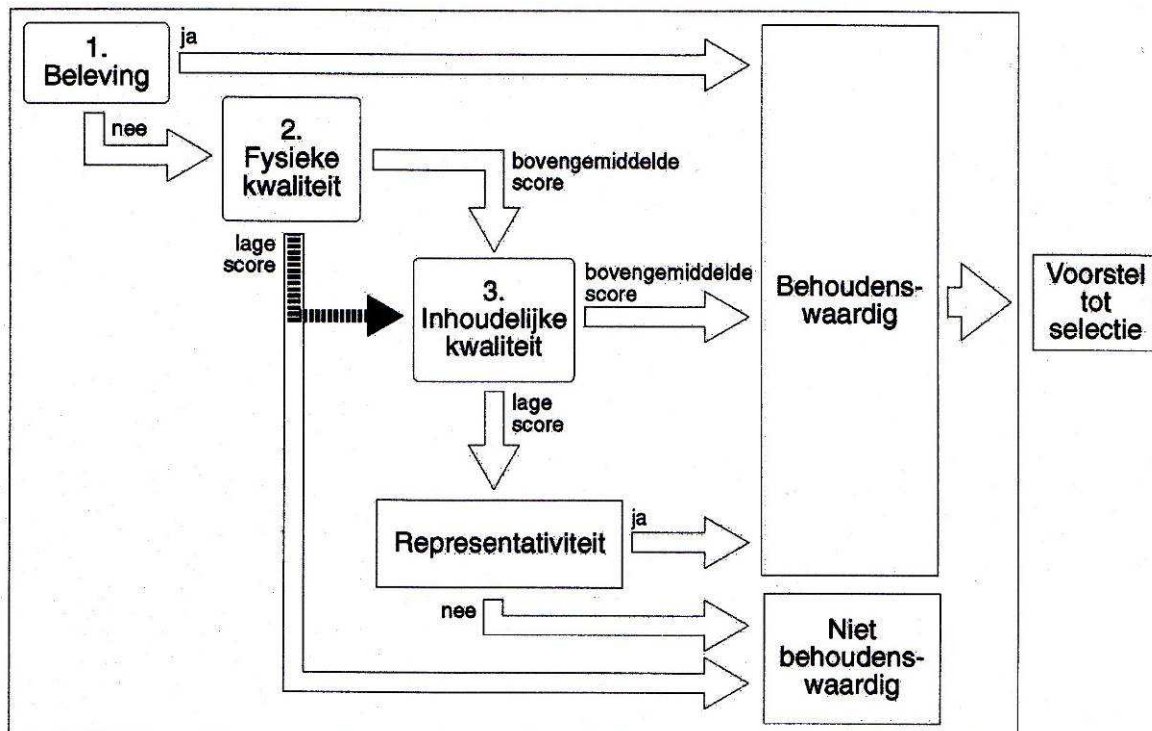 1.
Beleving
ja
nee
2.
Fysieke
kwaliteit
bovengemiddelde
score
lage
score
3.
Inhoudelijke
kwaliteit
bovengemiddelde
score
lage
score
Representativiteit
ja
nee
Behoudens-
waardig
Niet
behoudens-
waardig
Voorstel
tot
selectie